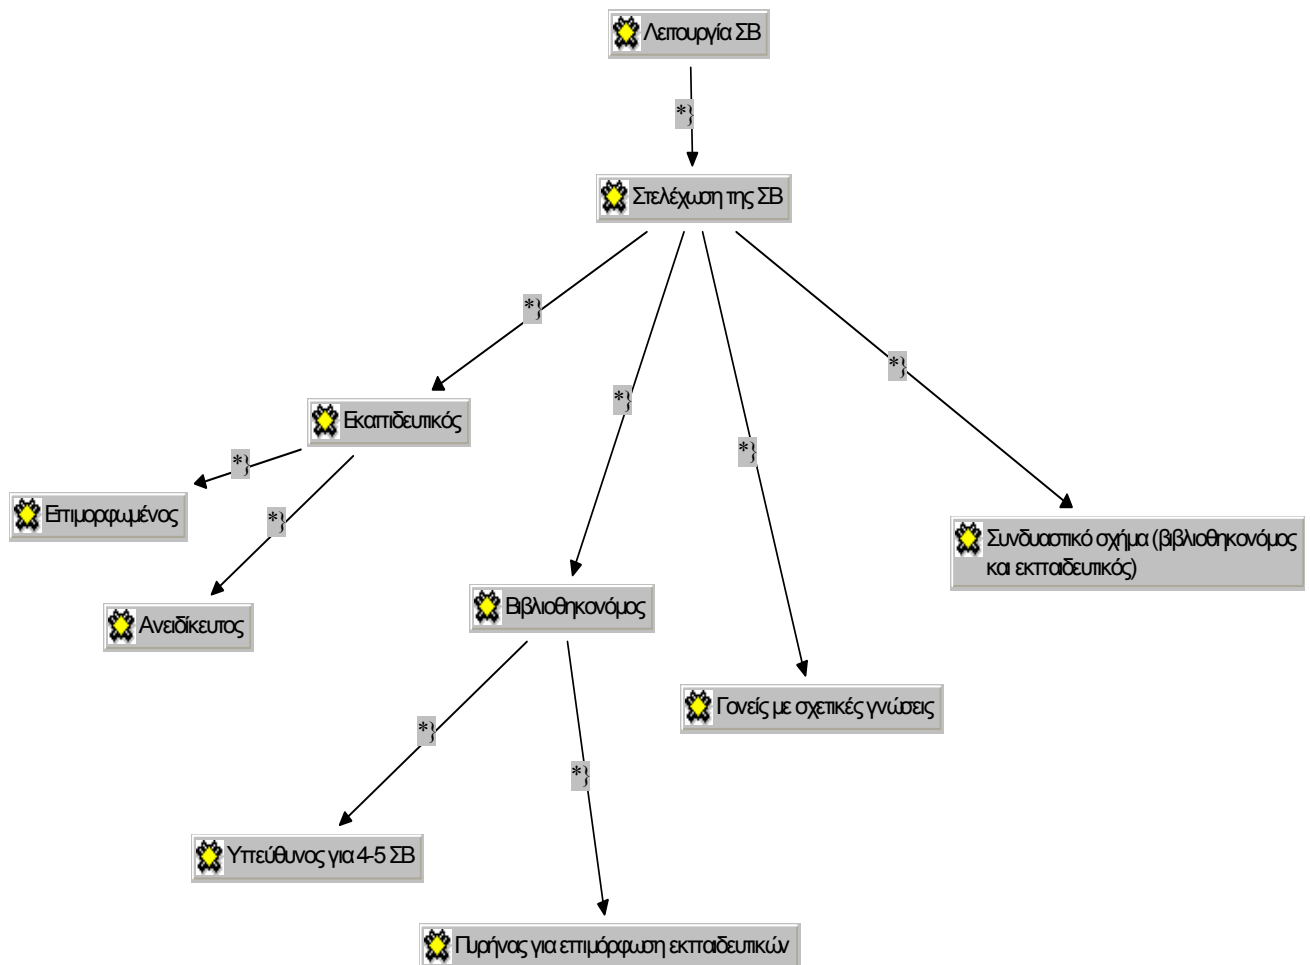 Λειτουργία ΣΒ
*}
Στελέχωση της ΣΒ
*}
*}
*}
*}
Εκαπιδευτικός
*}
*}
Επιμορφωμένος
Ανειδίκευτος
Βιβλιοθηκονόμος
Συνδυαστικό σχήμα (βιβλιοθηκονόμος
και εκπαιδευτικός)
Γονείς με σχετικές γνώσεις
*}
*}
Υπεύθυνος για 4-5 ΣΒ
Πυρήνας για επιμόρφωση εκπαιδευτικών